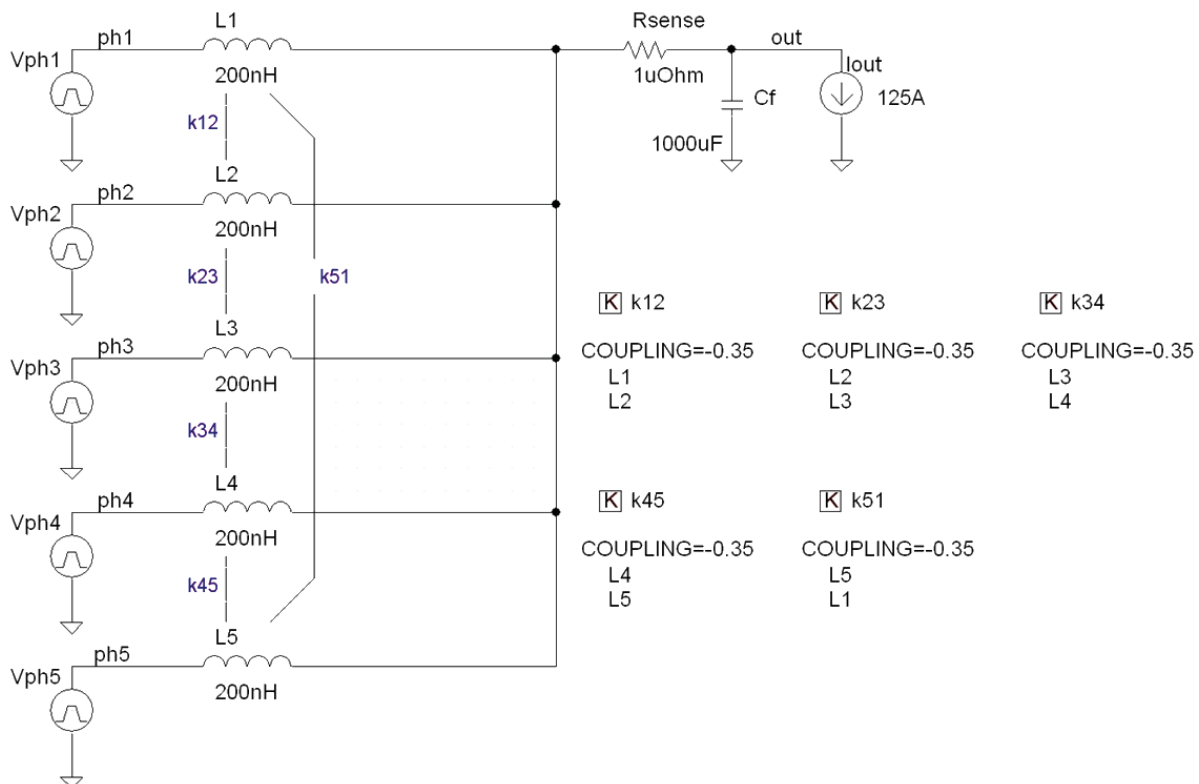 L1
Rsense
ph1
out
Vph1
Iout
200nH
1uOhm
Cf
125A
k12
1000uF
L2
ph2
Vph2
200nH
k23
k51
K k12
K k23
K k34
L3
ph3
COUPLING=-0.35
COUPLING=-0.35
COUPLING=-0.35
Vph3
200nH
L1
L2
L3
L2
L3
L4
k34
L4
ph4
K k45
K k51
Vph4
200nH
COUPLING=-0.35
COUPLING=-0.35
L4
L5
k45
L5
L1
L5
ph5
Vph5
200nH